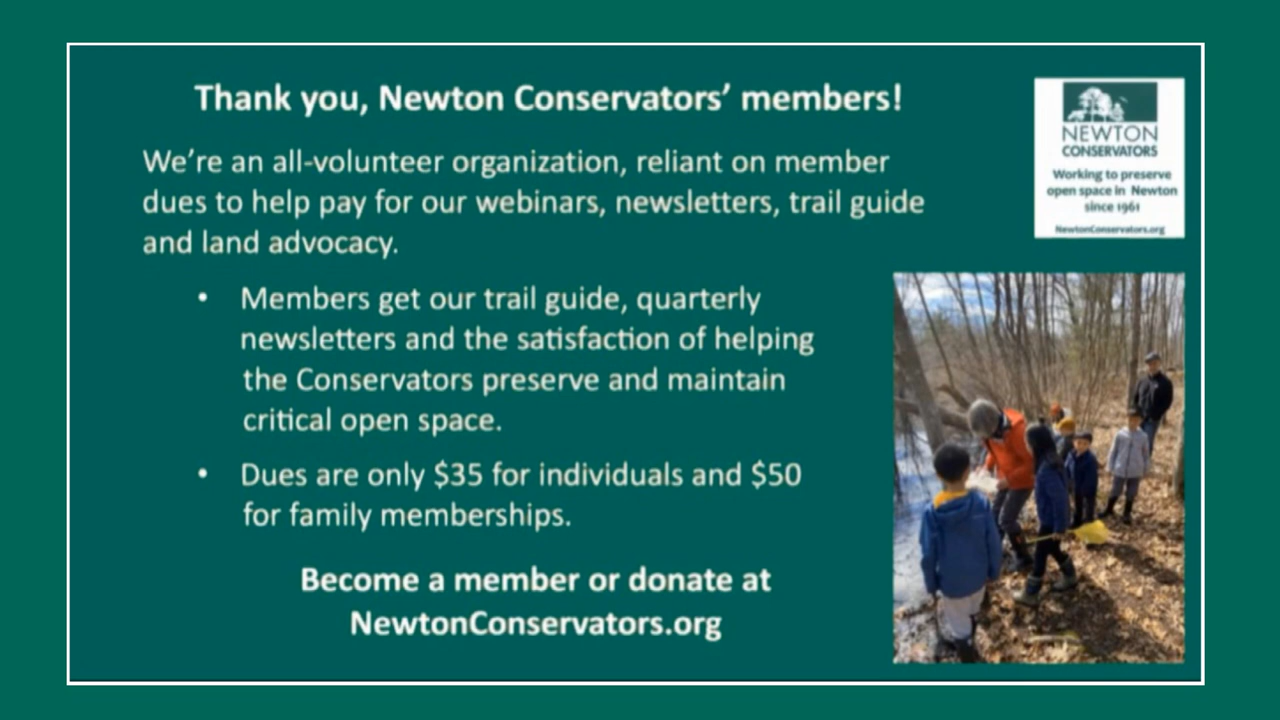 Thank you, Newton Conservators' members!
We're an all-volunteer organization, reliant on member
dues to help pay for our webinars, newsletters, trail guide
and land advocacy.
• Members get our trail guide, quarterly
newsletters and the satisfaction of helping
the Conservators preserve and maintain
critical open space.
• Dues are only $35 for individuals and $50
for family memberships.
Become a member or donate at
NewtonConservators.org
NEWTON
CONSERVATORS
Working to preserve
open space in Newton
since 1961
NewtonConservators.org